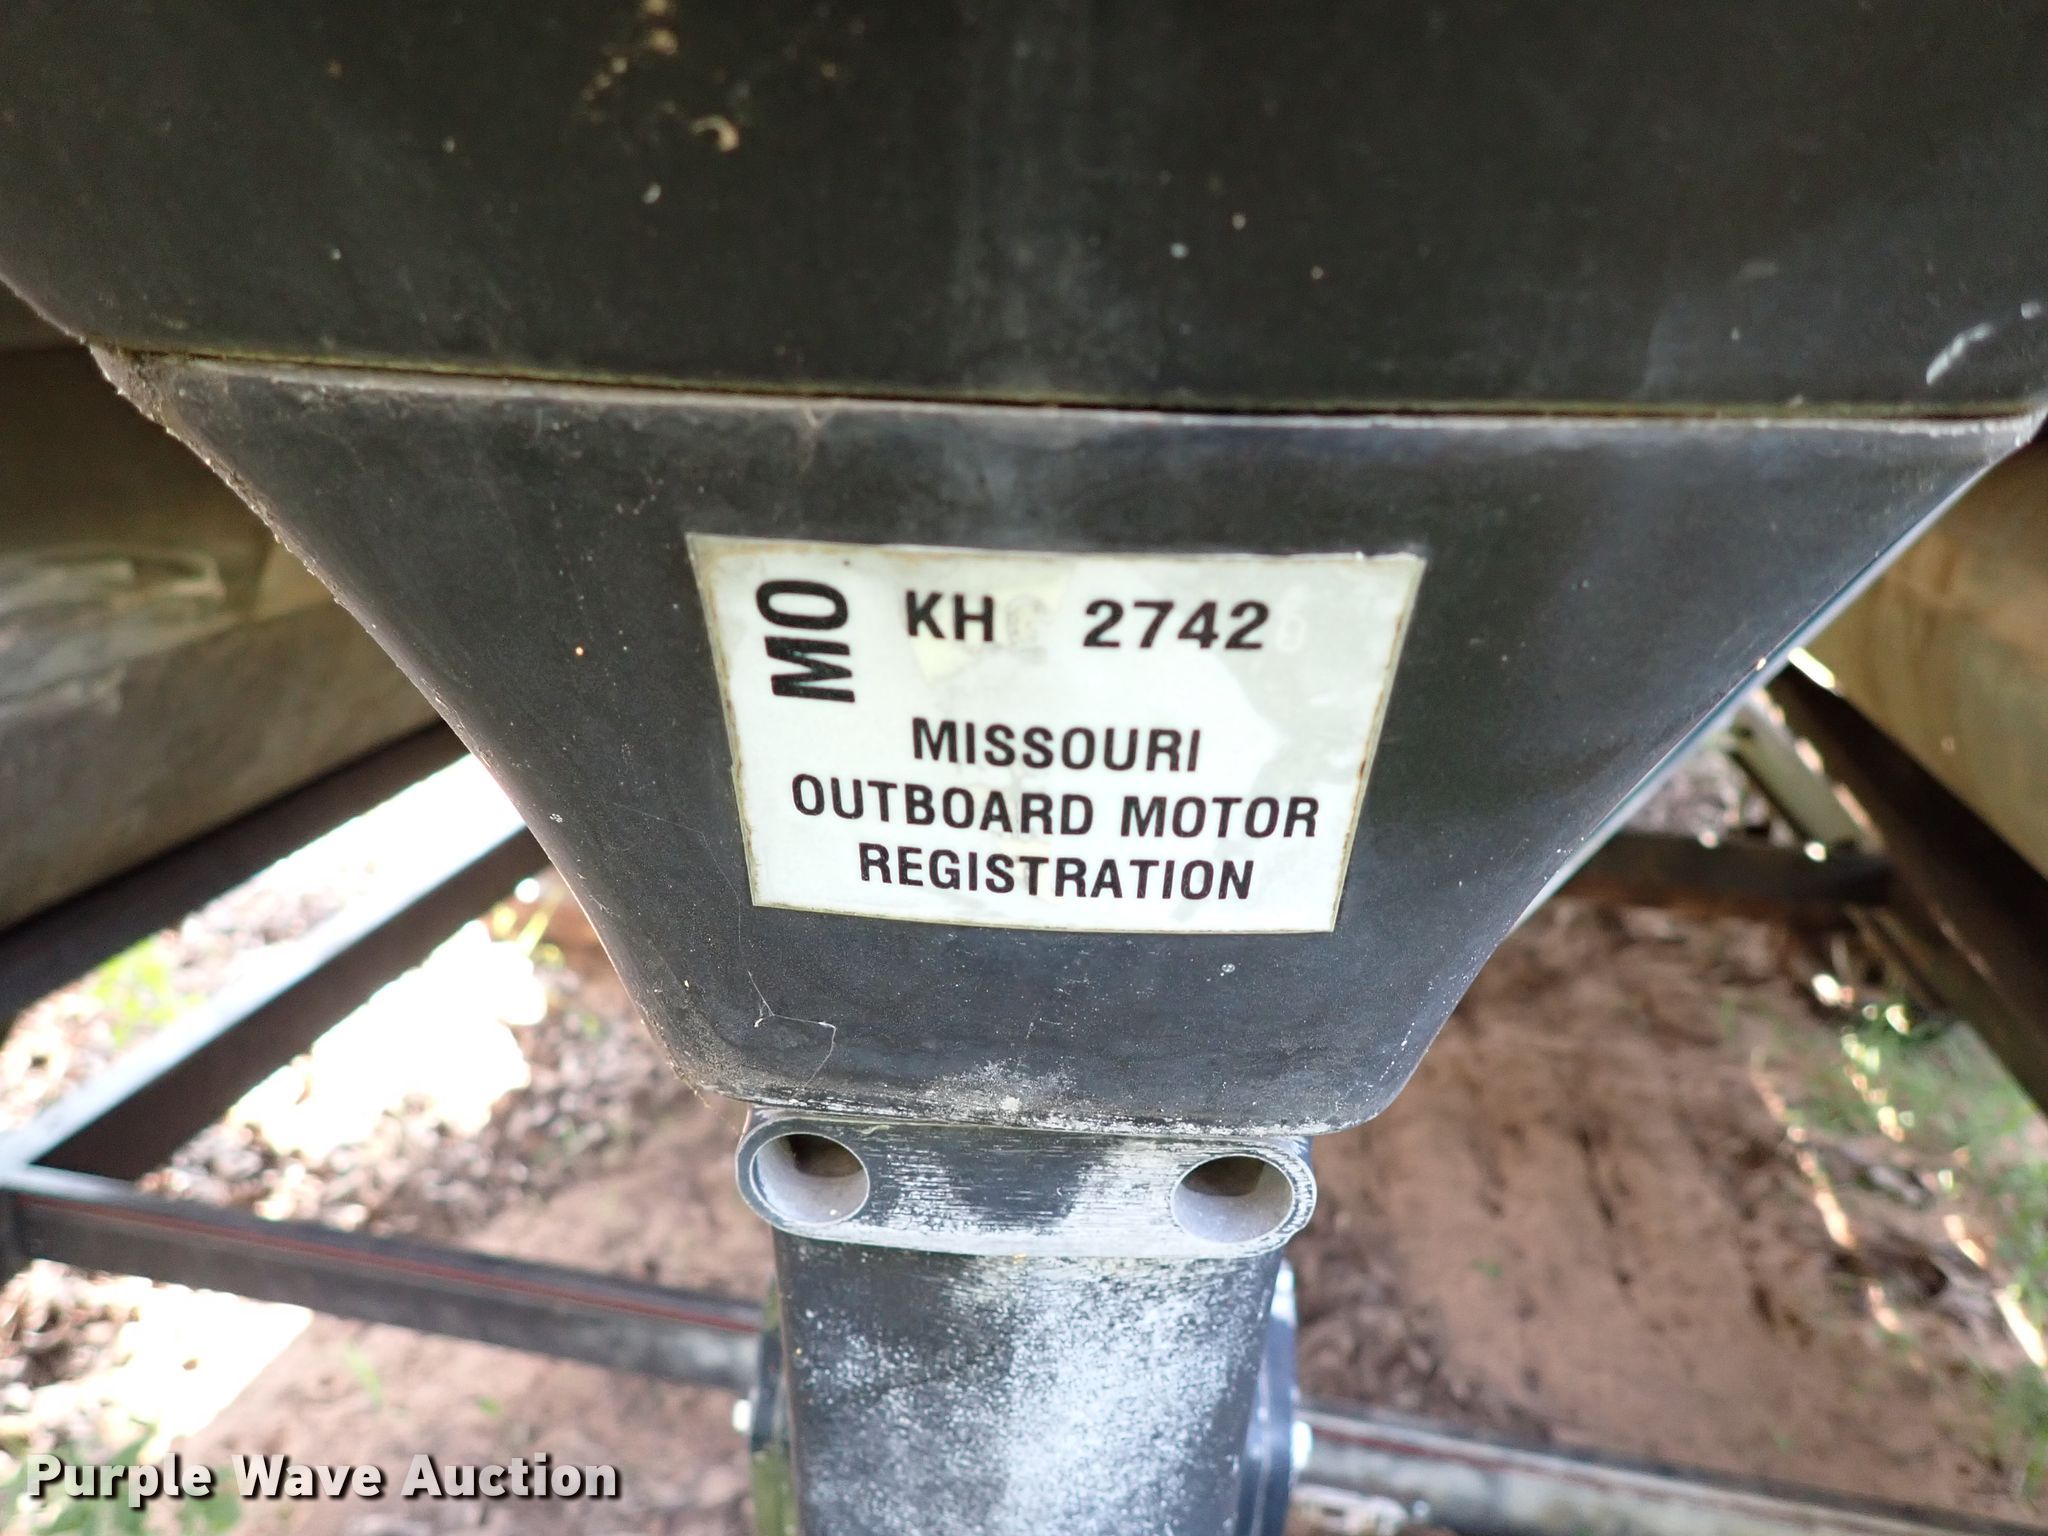 MO
KH 2742
MISSOURI
OUTBOARD MOTOR
REGISTRATION
Purple Wave Auction